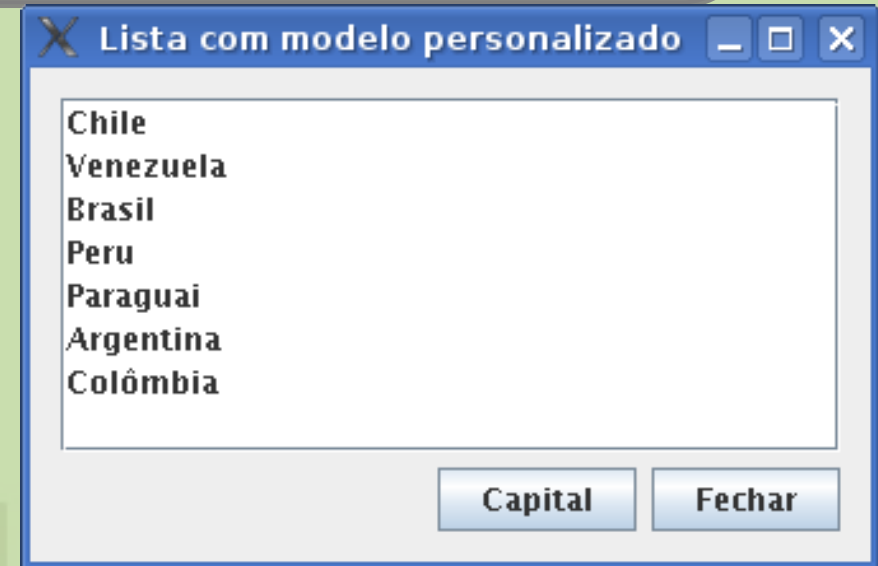 Lista com modelo personalizado
Chile
Venezuela
Brasil
Peru
Paraguai
Argentina
Colômbia
Capital Fechar